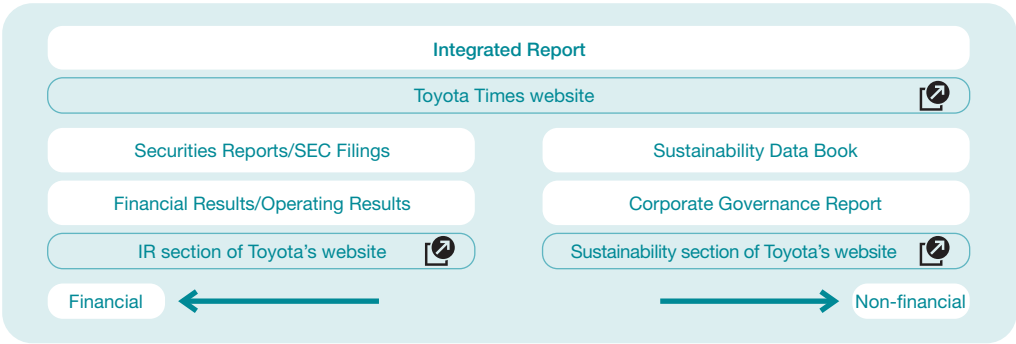 Integrated Report
Toyota Times website
Securities Reports/SEC Filings
Sustainability Data Book
Financial Results/Operating Results
Corporate Governance Report
IR section of Toyota’s website
Sustainability section of Toyota’s website
Financial
Non-financial